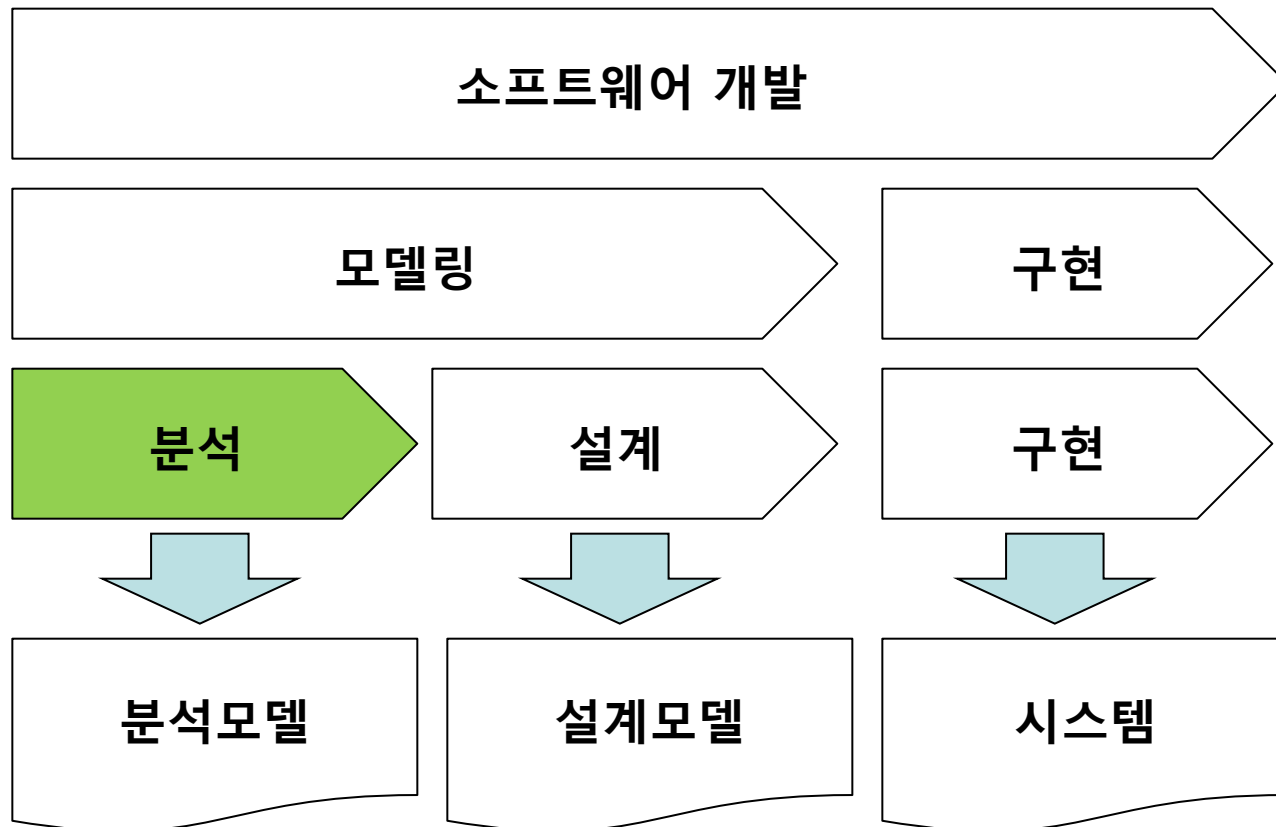 소프트웨어 개발
모델링
구현
분석
설계
구현
분석모델
설계모델
시스템